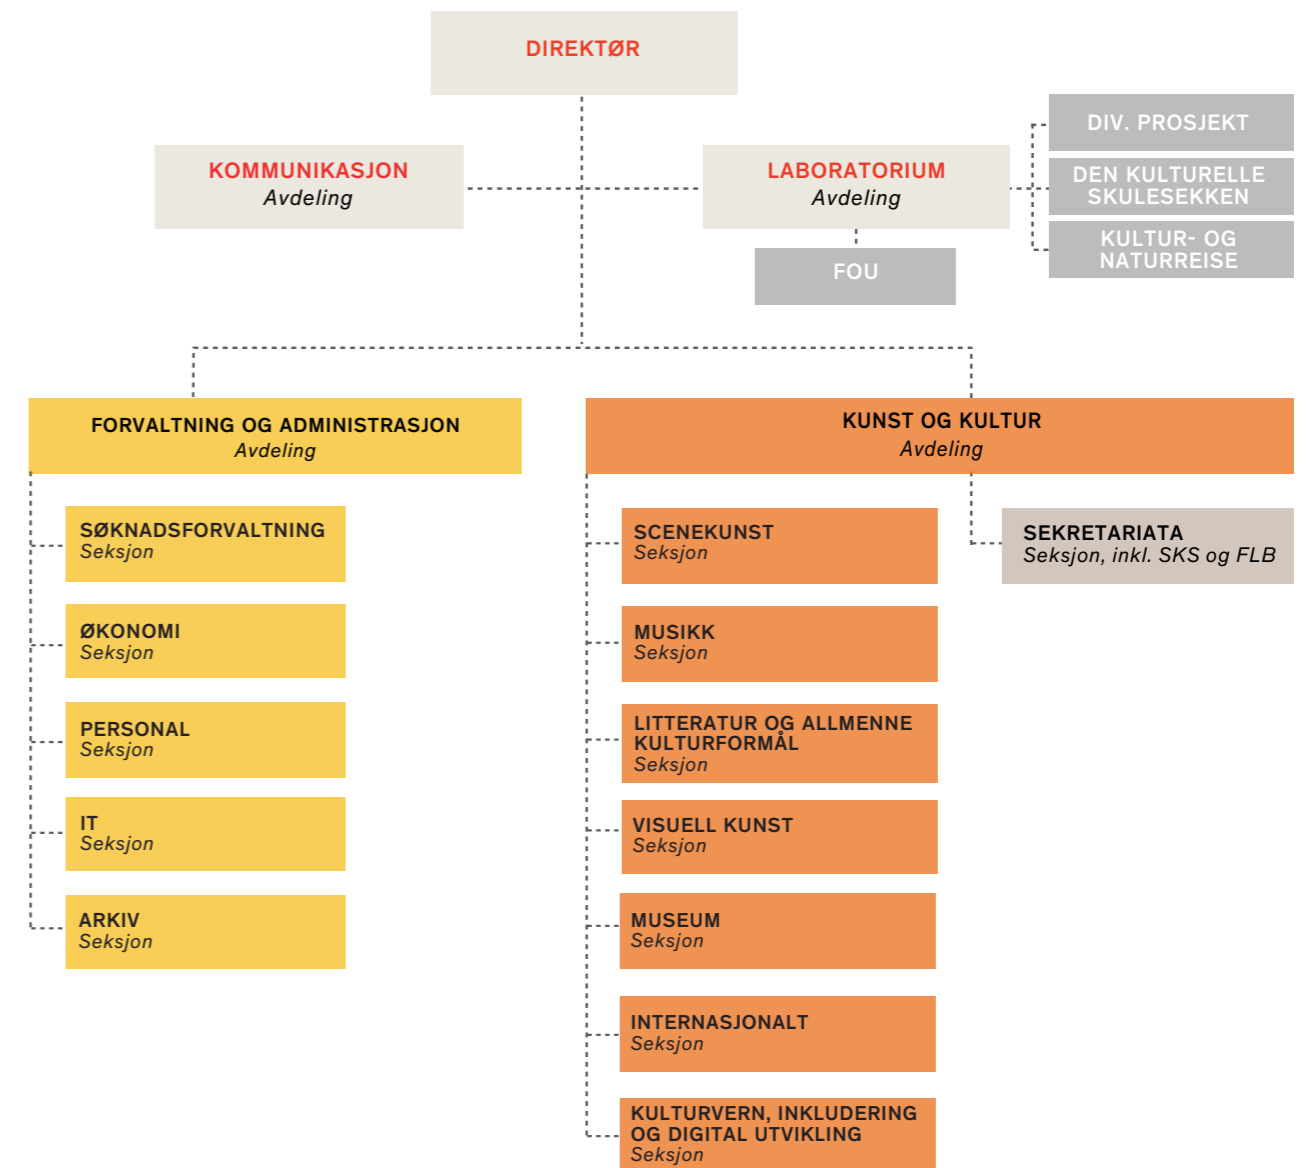 DIREKTØR
KOMMUNIKASJON
Avdeling
LABORATORIUM
Avdeling
DIV. PROSJEKT
DEN KULTURELLE
SKULESEKKEN
KULTUR- OG
NATURREISE
FOU
FORVALTNING OG ADMINISTRASJON
Avdeling
SØKNADSFORVALTNING
Seksjon
ØKONOMI
Seksjon
PERSONAL
Seksjon
IT
Seksjon
ARKIV
Seksjon
KUNST OG KULTUR
Avdeling
SCENEKUNST
Seksjon
MUSIKK
Seksjon
LITTERATUR OG ALLMENNE
KULTURFORMÅL
Seksjon
VISUELL KUNST
Seksjon
MUSEUM
Seksjon
INTERNASJONALT
Seksjon
KULTURVERN, INKLUDERING
OG DIGITAL UTVIKLING
Seksjon
SEKRETARIATA
Seksjon, inkl. SKS og FLB